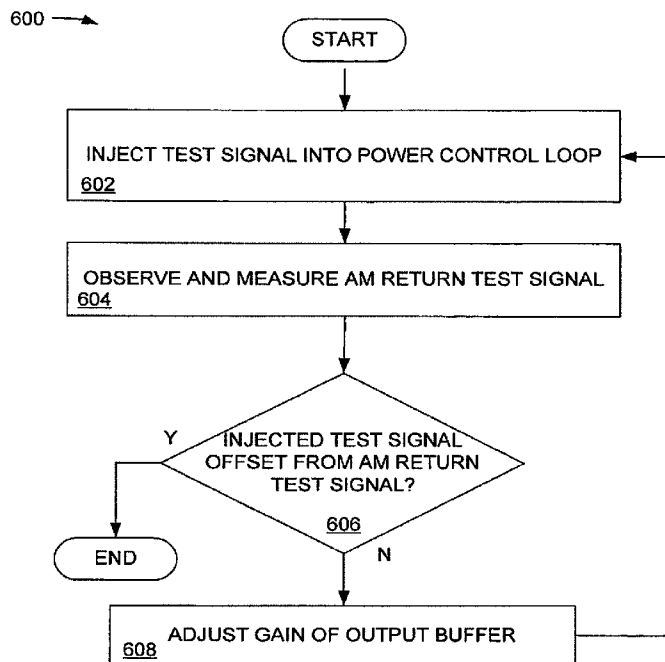 600
START
INJECT TEST SIGNAL INTO POWER CONTROL LOOP
602
OBSERVE AND MEASURE AM RETURN TEST SIGNAL
604
Y
INJECTED TEST SIGNAL
OFFSET FROM AM RETURN
TEST SIGNAL?
606
END
N
ADJUST GAIN OF OUTPUT BUFFER
608